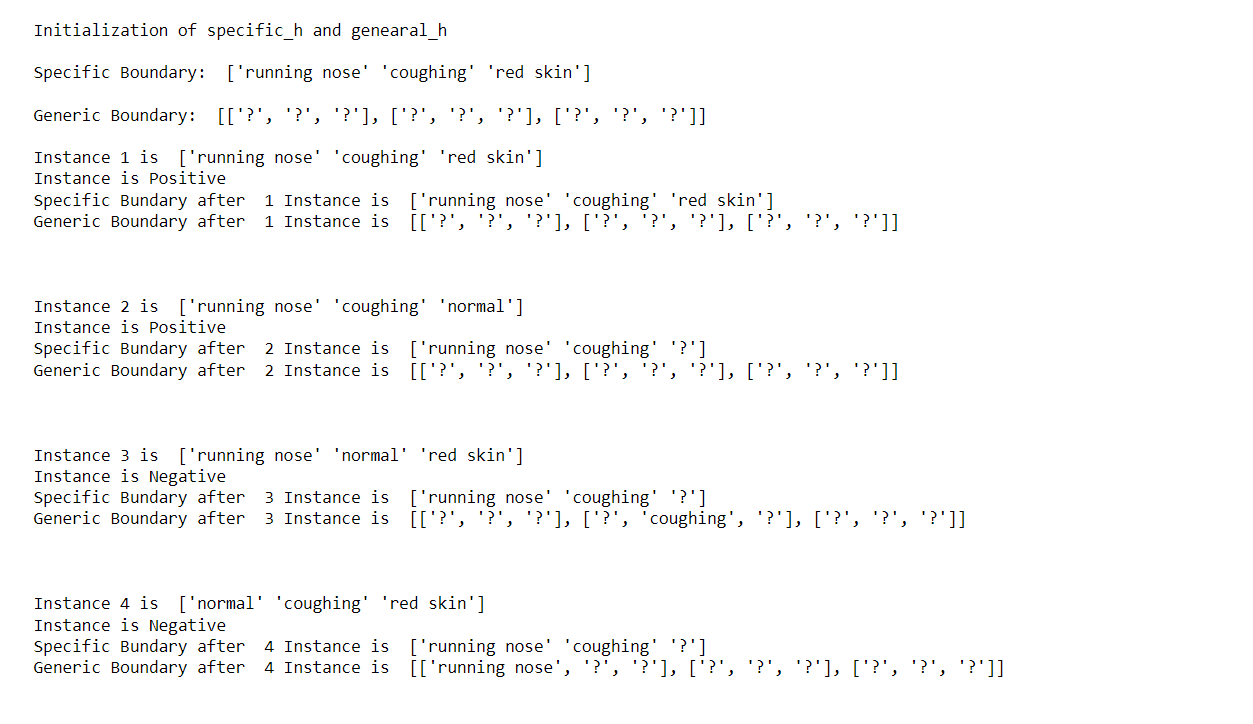 Initialization of specific_h and genearal_h
Specific Boundary:  ['running nose' 'coughing' 'red skin']
Generic Boundary:  [['?', '?', '?'], ['?', '?', '?'], ['?', '?', '?']]
Instance 1 is  ['running nose' 'coughing' 'red skin']
Instance is Positive
Specific Bundary after  1 Instance is  ['running nose' 'coughing' 'red skin']
Generic Boundary after  1 Instance is  [['?', '?', '?'], ['?', '?', '?'], ['?', '?', '?']]
Instance 2 is  ['running nose' 'coughing' 'normal']
Instance is Positive
Specific Bundary after  2 Instance is  ['running nose' 'coughing' '?']
Generic Boundary after  2 Instance is  [['?', '?', '?'], ['?', '?', '?'], ['?', '?', '?']]
Instance 3 is  ['running nose' 'normal' 'red skin']
Instance is Negative
Specific Bundary after  3 Instance is  ['running nose' 'coughing' '?']
Generic Boundary after  3 Instance is  [['?', '?', '?'], ['?', 'coughing', '?'], ['?', '?', '?']]
Instance 4 is  ['normal' 'coughing' 'red skin']
Instance is Negative
Specific Bundary after  4 Instance is  ['running nose' 'coughing' '?']
Generic Boundary after  4 Instance is  [['running nose', '?', '?'], ['?', '?', '?'], ['?', '?', '?']]